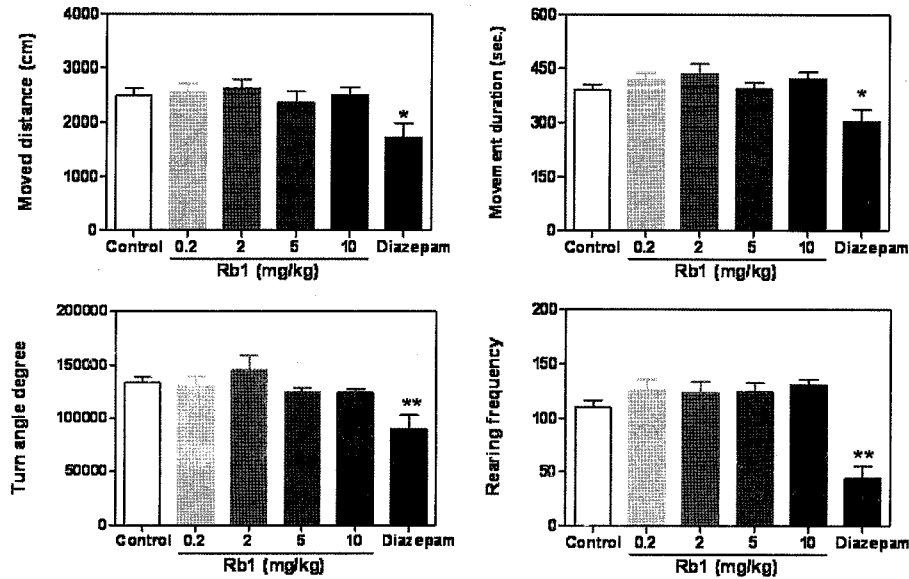 Moved distance (cm)
4000
3000
2000
1000
0
*
Control 0.2 2 5 10 Diazepam
Rb1 (mg/kg)
Movement duration (sec.)
600
450
300
150
0
*
Control 0.2 2 5 10 Diazepam
Rb1 (mg/kg)
Turn angle degree
200000
150000
100000
50000
0
**
Control 0.2 2 5 10 Diazepam
Rb1 (mg/kg)
Rearing frequency
200
150
100
50
0
**
Control 0.2 2 5 10 Diazepam
Rb1 (mg/kg)